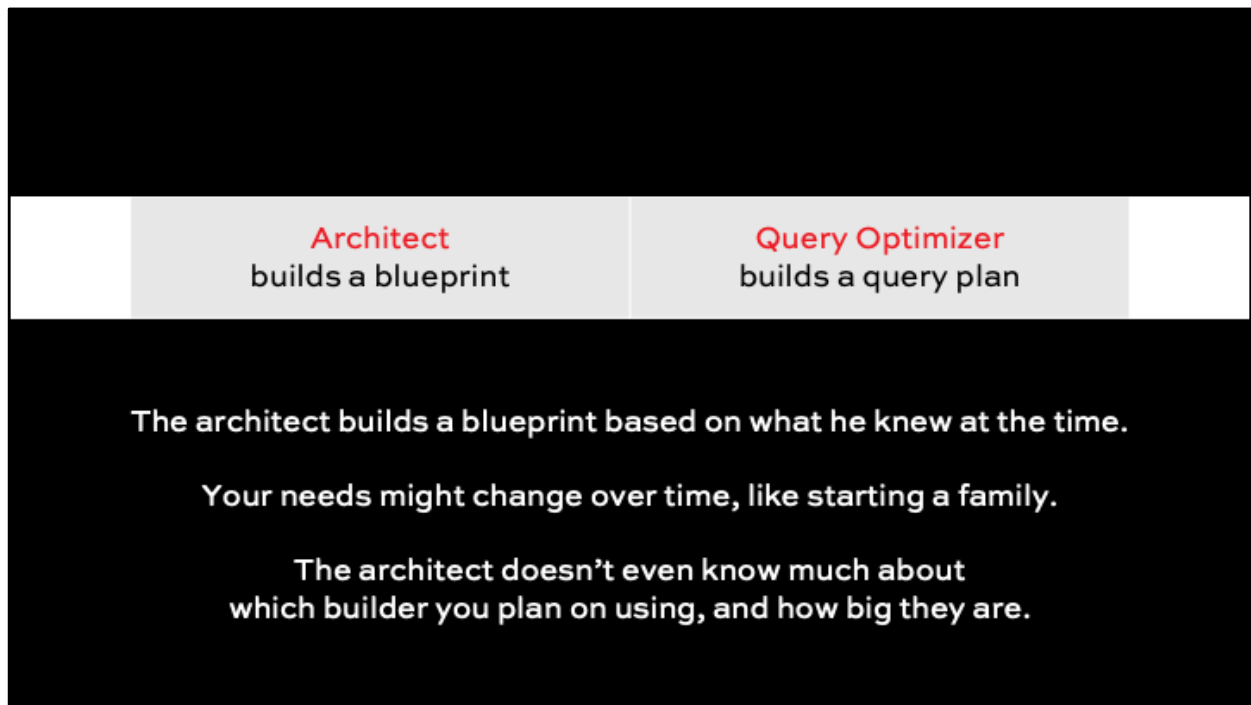 Architect
builds a blueprint
Query Optimizer
builds a query plan
The architect builds a blueprint based on what he knew at the time.
Your needs might change over time, like starting a family.
The architect doesn’t even know much about
which builder you plan on using, and how big they are.